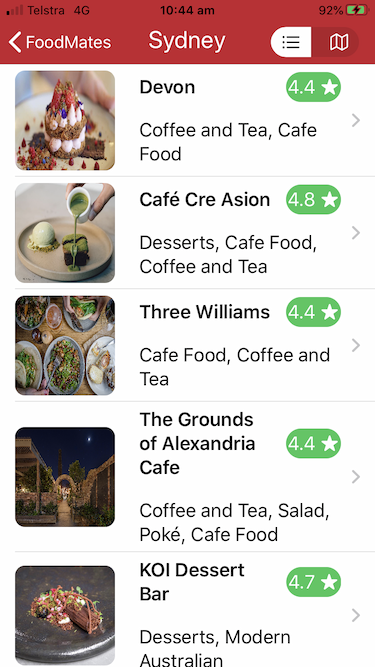 Telstra 4G 10:44 am 92%
FoodMates Sydney
Devon 4.4
Coffee and Tea, Cafe
Food
Café Cre Asion 4.8
Desserts, Cafe Food,
Coffee and Tea
Three Williams 4.4
Cafe Food, Coffee and
Tea
The Grounds
of Alexandria 4.4
Cafe
Coffee and Tea, Salad,
Poké, Cafe Food
KOI Dessert 4.7
Bar
Desserts, Modern
Australian